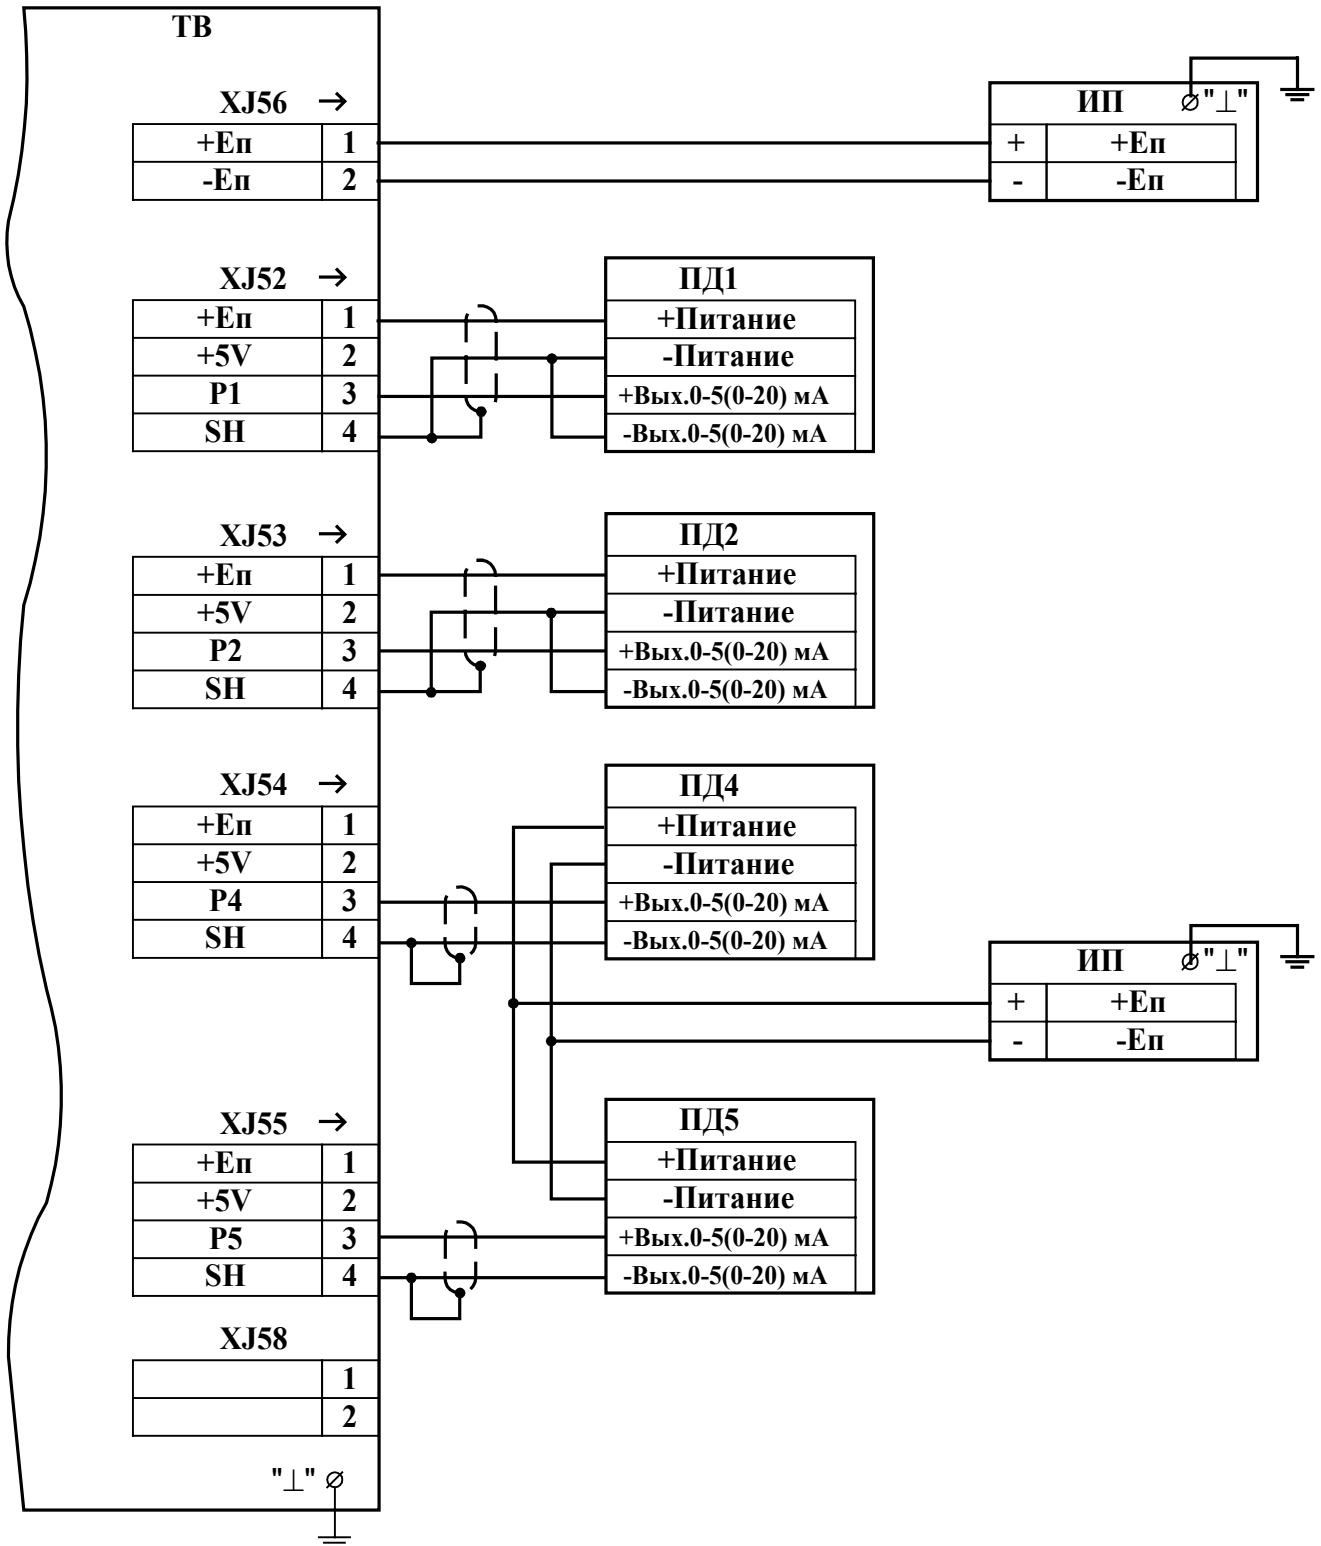 ТВ
XJ56 →
+Еп 1
-Еп 2
ИП "⊥"
+ +Еп
- -Еп
XJ52 →
+Еп 1
+5V 2
P1 3
SH 4
ПД1
+Питание
-Питание
+Вых.0-5(0-20) мА
-Вых.0-5(0-20) мА
XJ53 →
+Еп 1
+5V 2
P2 3
SH 4
ПД2
+Питание
-Питание
+Вых.0-5(0-20) мА
-Вых.0-5(0-20) мА
XJ54 →
+Еп 1
+5V 2
P4 3
SH 4
ПД4
+Питание
-Питание
+Вых.0-5(0-20) мА
-Вых.0-5(0-20) мА
ИП "⊥"
+ +Еп
- -Еп
XJ55 →
+Еп 1
+5V 2
P5 3
SH 4
ПД5
+Питание
-Питание
+Вых.0-5(0-20) мА
-Вых.0-5(0-20) мА
XJ58
1
2
"⊥"